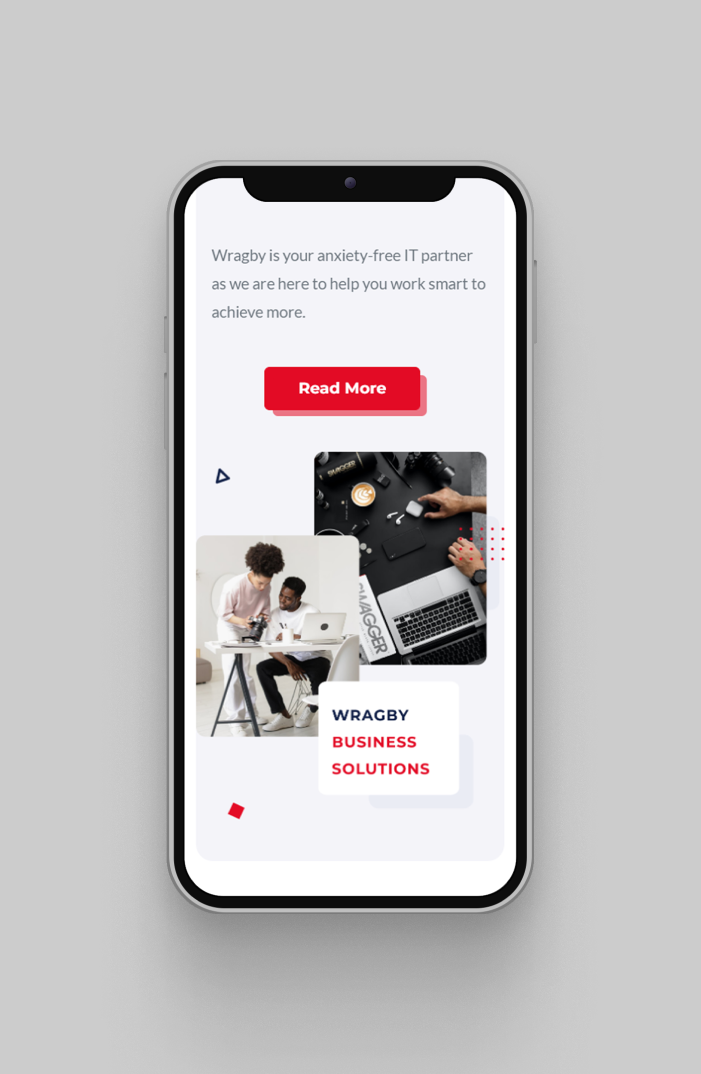 Wragby is your anxiety-free IT partner
as we are here to help you work smart to
achieve more.
Read More
SWAGGER
SWAGGER
WRAGBY
BUSINESS
SOLUTIONS